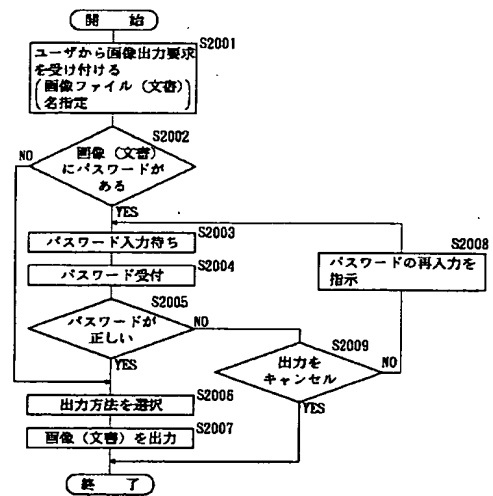 開　始
S2001
ユーザから画像出力要求
を受け付ける
(画像ファイル（文書）
名指定)
S2002
画像（文書）
にパスワードが
ある
NO
YES
S2003
パスワード入力待ち
S2004
パスワード受付
S2005
パスワードが
正しい
NO
YES
S2008
パスワードの再入力を
指示
S2009
出力を
キャンセル
NO
YES
S2006
出力方法を選択
S2007
画像（文書）を出力
終　了